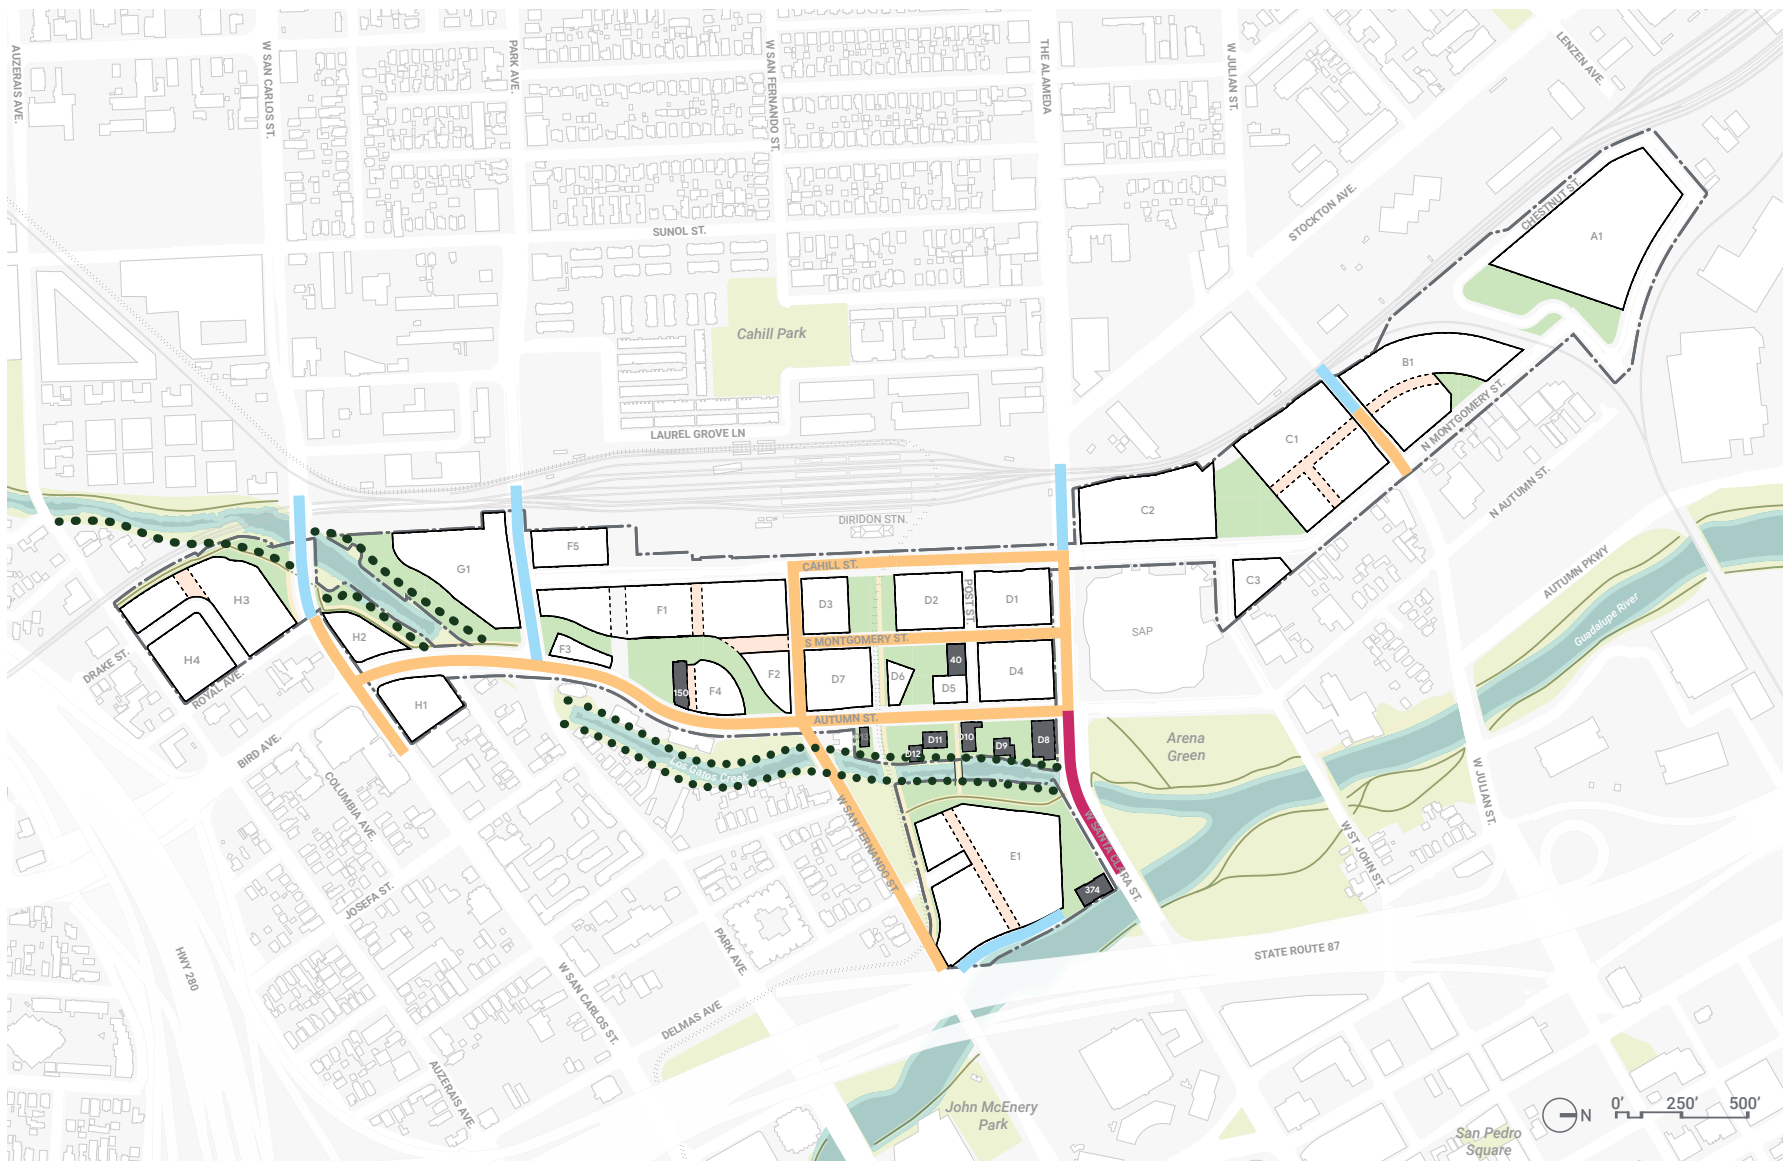 AUZERAIS AVE.
W SAN CARLOS ST.
PARK AVE.
W SAN FERNANDO ST.
THE ALAMEDA
W JULIAN ST.
LENZEN AVE.
STOCKTON AVE.
CHESTNUT ST.
A1
SUNOL ST.
Cahill Park
LAUREL GROVE LN
B1
N MONTGOMERY ST.
C1
C2
N AUTUMN ST.
DIRIDON STN.
F5
G1
CAHILL ST.
C3
AUTUMN PKWY
Guadalupe River
H3
F1
D3
D2
POST ST.
D1
SAP
H2
S MONTGOMERY ST.
F3
H4
DRAKE ST.
ROYAL AVE.
H1
150
F4
F2
D7
D6
40
D5
D4
AUTUMN ST.
D12
D11
D10
D9
D8
Arena
Green
BIRD AVE.
Los Gatos Creek
COLUMBIA AVE.
W SAN FERNANDO ST.
W SANTA CLARA ST.
W JULIAN ST.
W ST JOHN ST.
E1
374
JOSEFA ST.
HWY 280
PARK AVE.
W SAN CARLOS ST.
STATE ROUTE 87
DELMAS AVE
AUZERAIS AVE.
John McEnery
Park
San Pedro
Square
N
0' 250' 500'